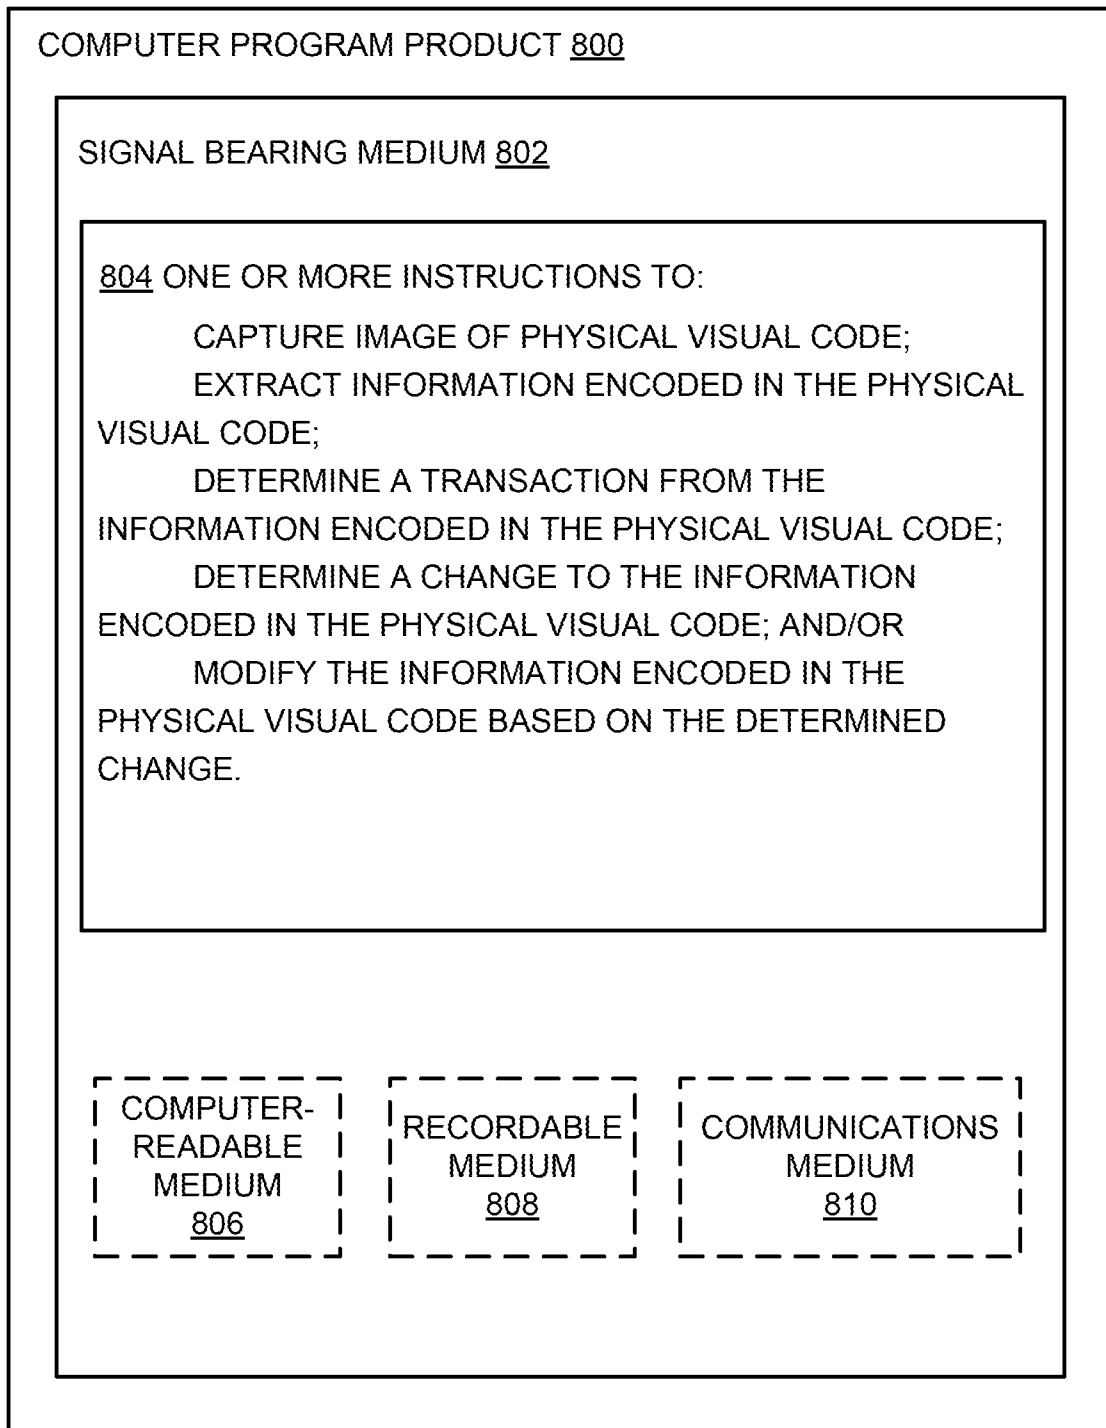 COMPUTER PROGRAM PRODUCT 800
SIGNAL BEARING MEDIUM 802
804 ONE OR MORE INSTRUCTIONS TO:
CAPTURE IMAGE OF PHYSICAL VISUAL CODE;
EXTRACT INFORMATION ENCODED IN THE PHYSICAL
VISUAL CODE;
DETERMINE A TRANSACTION FROM THE
INFORMATION ENCODED IN THE PHYSICAL VISUAL CODE;
DETERMINE A CHANGE TO THE INFORMATION
ENCODED IN THE PHYSICAL VISUAL CODE; AND/OR
MODIFY THE INFORMATION ENCODED IN THE
PHYSICAL VISUAL CODE BASED ON THE DETERMINED
CHANGE.
COMPUTER-
READABLE
MEDIUM
806
RECORDABLE
MEDIUM
808
COMMUNICATIONS
MEDIUM
810